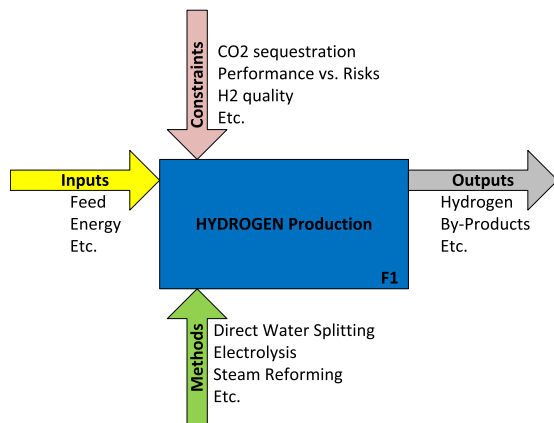 Constraints
CO2 sequestration
Performance vs. Risks
H2 quality
Etc.
Inputs
Feed
Energy
Etc.
HYDROGEN Production
F1
Outputs
Hydrogen
By-Products
Etc.
Methods
Direct Water Splitting
Electrolysis
Steam Reforming
Etc.